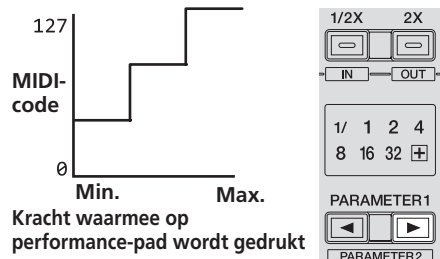 127
MIDI-
code
0
Min. Max.
Kracht waarmee op
performance-pad wordt gedrukt
1/2X 2X
IN OUT
1/ 1 2 4
8 16 32 +
PARAMETER1
PARAMETER2